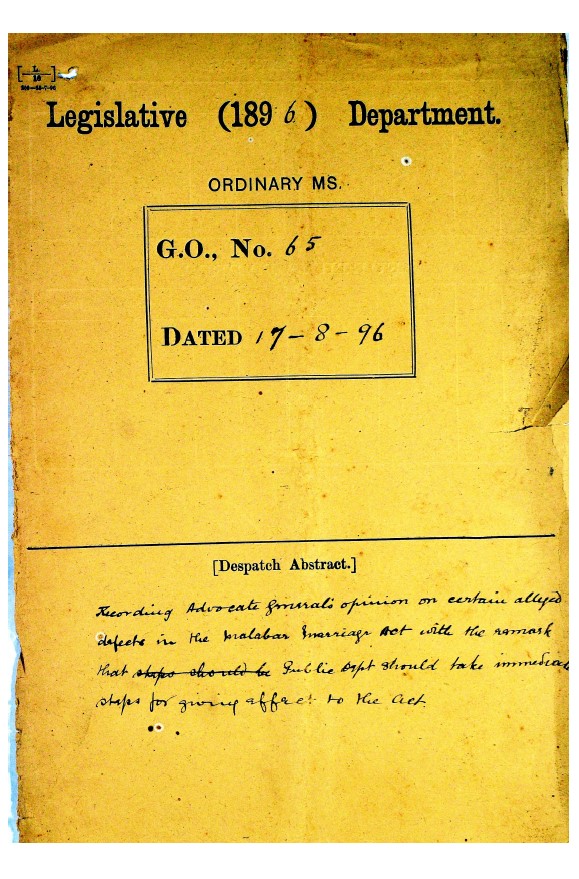 [L/16]
Legislative (1896) Department.
ORDINARY MS.
G.O., No. 65
DATED 17-8-96
[Despatch Abstract.]
Recording Advocate General's opinion on certain alleged
defects in the Malabar Marriage Act with the remark
that steps should be Public Dept should take immediate
steps for giving effect to the Act.